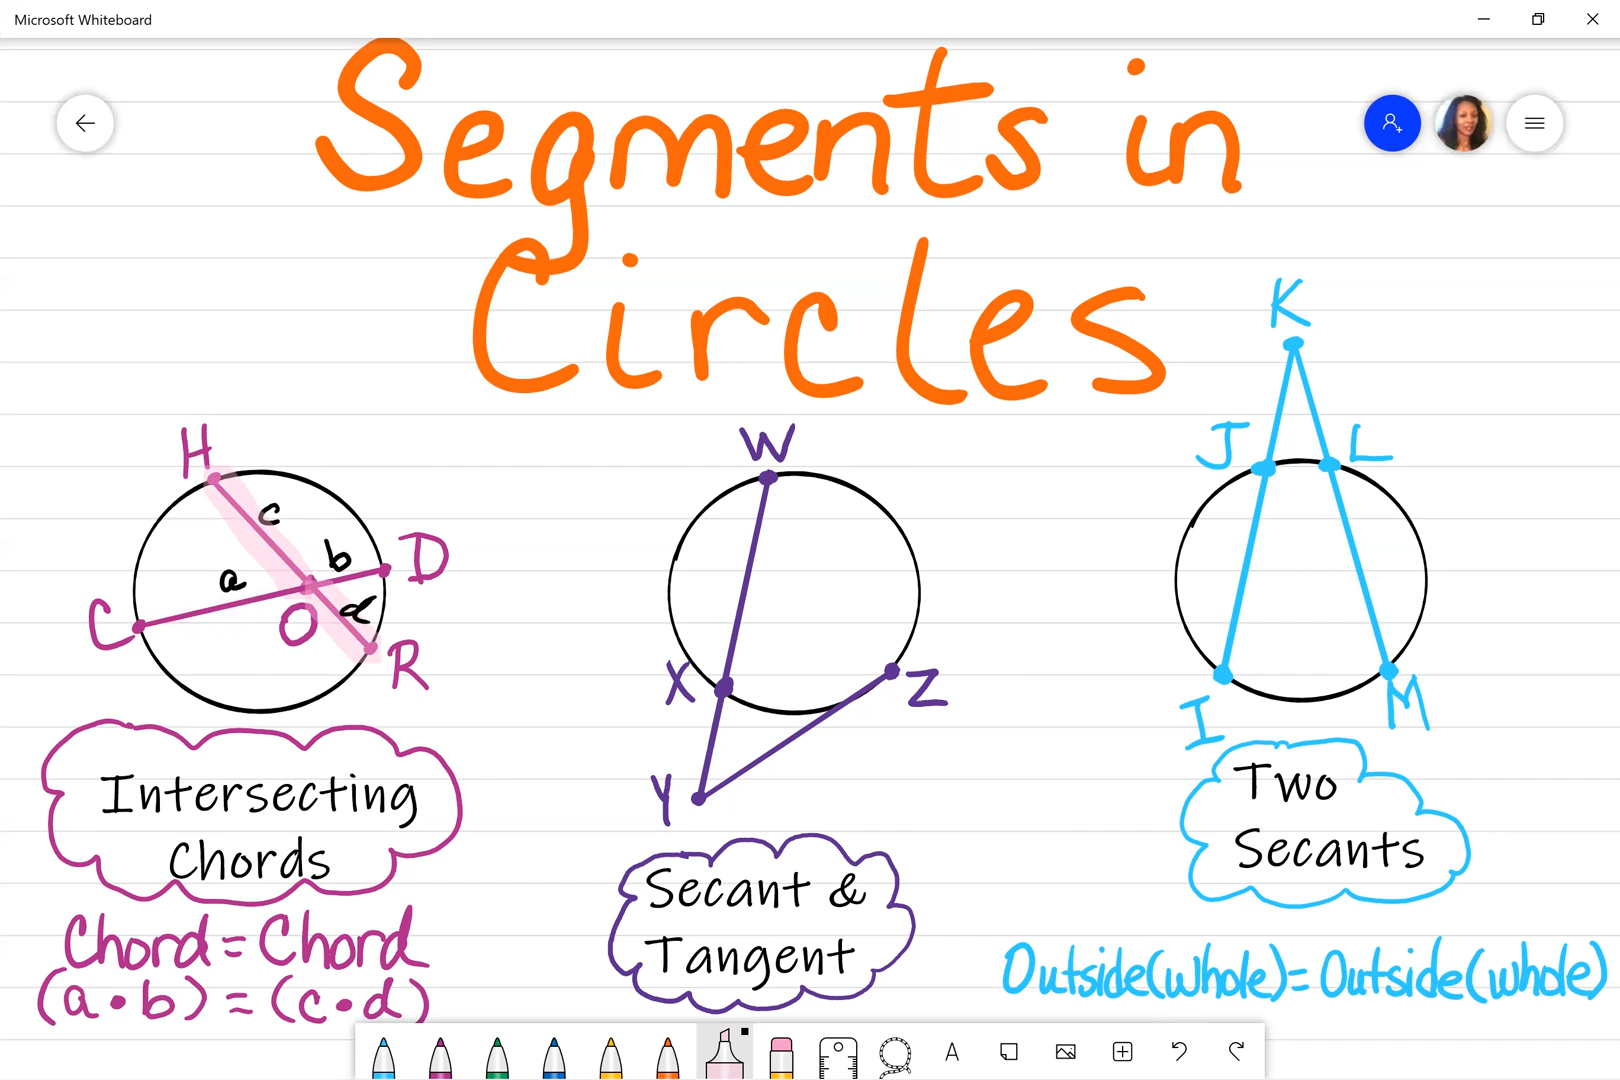 Microsoft Whiteboard
Segments in
Circles
H
c
b
D
a
C
O
d
R
Intersecting
Chords
Chord = Chord
(a • b) = (c • d)
W
X
Z
Y
Secant &
Tangent
K
J
L
I
M
Two
Secants
Outside(whole) = Outside(whole)
A